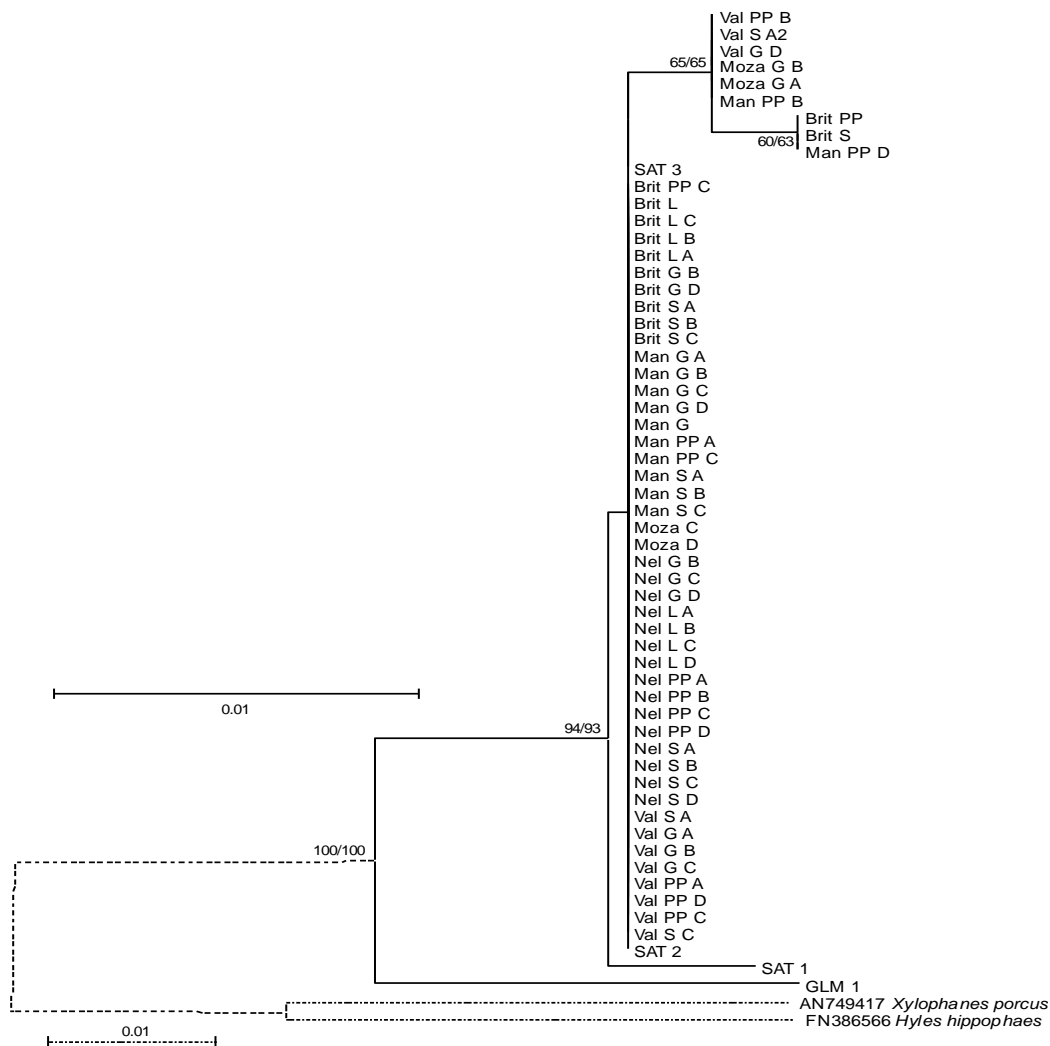 Val PP B
Val S A2
Val G D
65/65
Moza G B
Moza G A
Man PP B
Brit PP
Brit S
60/63
Man PP D
SAT 3
Brit PP C
Brit L
Brit L C
Brit L B
Brit L A
Brit G B
Brit G D
Brit S A
Brit S B
Brit S C
Man G A
Man G B
Man G C
Man G D
Man G
Man PP A
Man PP C
Man S A
Man S B
Man S C
Moza C
Moza D
Nel G B
Nel G C
Nel G D
Nel L A
Nel L B
Nel L C
Nel L D
Nel PP A
Nel PP B
0.01
Nel PP C
94/93
Nel PP D
Nel S A
Nel S B
Nel S C
Nel S D
Val S A
Val G A
100/100
Val G B
Val G C
Val PP A
Val PP D
Val PP C
Val S C
SAT 2
SAT 1
GLM 1
AN749417 Xylophanes porcus
FN386566 Hyles hippophaes
0.01